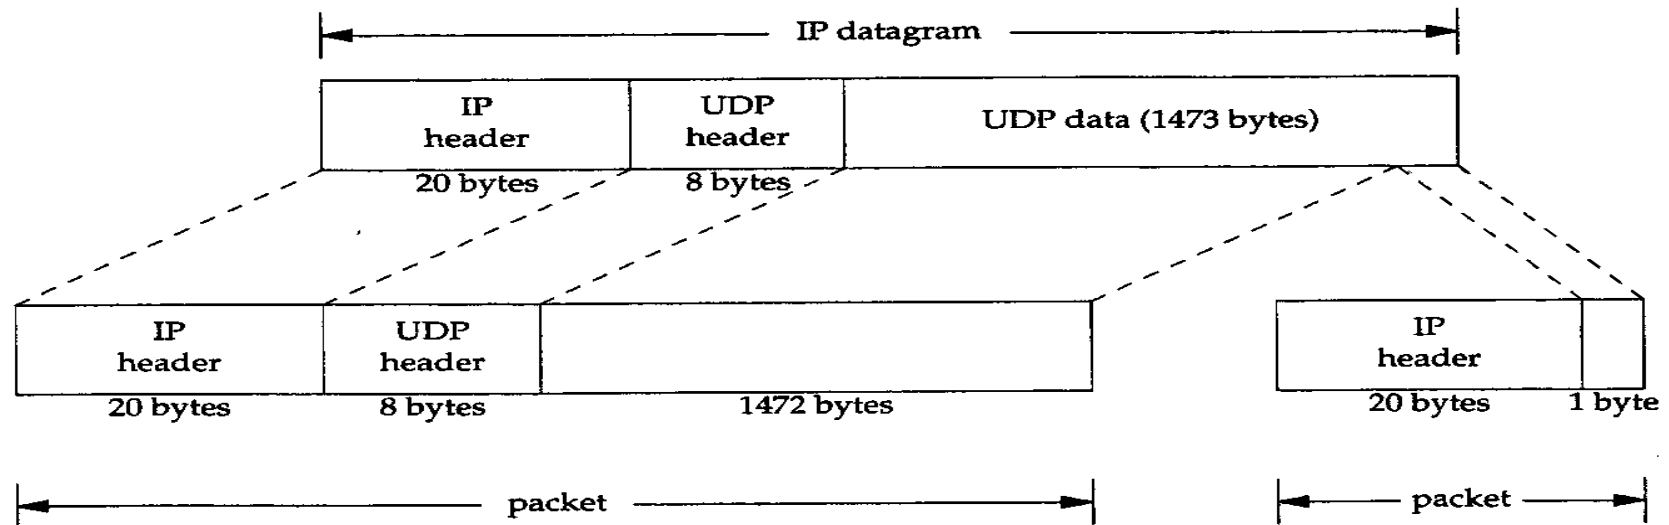 IP datagram
IP
header
UDP
header
UDP data (1473 bytes)
20 bytes
8 bytes
IP
header
UDP
header
IP
header
20 bytes
8 bytes
1472 bytes
20 bytes
1 byte
packet
packet